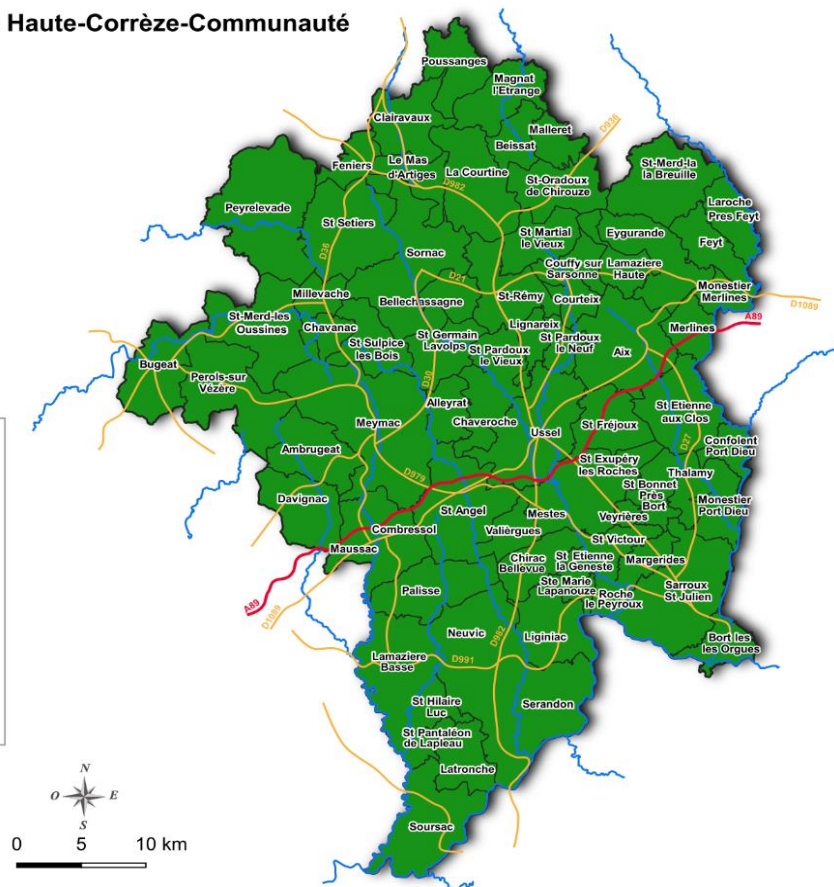 Haute-Corrèze-Communauté
Poussanges
Magnat
l'Etrange
Clairavaux
Malleret
Beissat
D936
Feniers
Le Mas
d'Artiges
La Courtine
D982
St-Oradoux
de Chirouze
St-Merd-la
la Breuille
Peyrelevade
St Setiers
Laroche
Pres Feyt
St Martial
le Vieux
Eygurande
Feyt
D36
Sornac
Couffy sur
Sarsonne
Lamaziere
Haute
D21
Monestier
Merlines
Millevache
Bellechassagne
St-Rémy
Courteix
D1089
St-Merd-les
Oussines
Chavanac
A89
Lignareix
Merlines
St Sulpice
les Bois
St Germain
Lavolps
St Pardoux
le Vieux
St Pardoux
le Neuf
Aix
Bugeat
Perols-sur
Vézère
D30
Alleyrat
St Etienne
aux Clos
Meymac
Chaveroche
Ussel
St Fréjoux
D27
Confolent
Port Dieu
Ambrugeat
St Exupéry
les Roches
Thalamy
D979
St Bonnet
Près
Bort
Davignac
Monestier
Port Dieu
St Angel
Mestes
Veyrières
Combressol
Valièrgues
St Victour
Maussac
Chirac
Bellevue
St Etienne
la Geneste
Margerides
Palisse
Ste Marie
Lapanouze
Roche
le Peyroux
Sarroux
St Julien
A89
D1089
Neuvic
D982
Liginiac
Bort les
les Orgues
Lamaziere
Basse
D991
St Hilaire
Luc
Serandon
St Pantaléon
de Lapleau
Latronche
Soursac
N
O
E
S
0 5 10 km